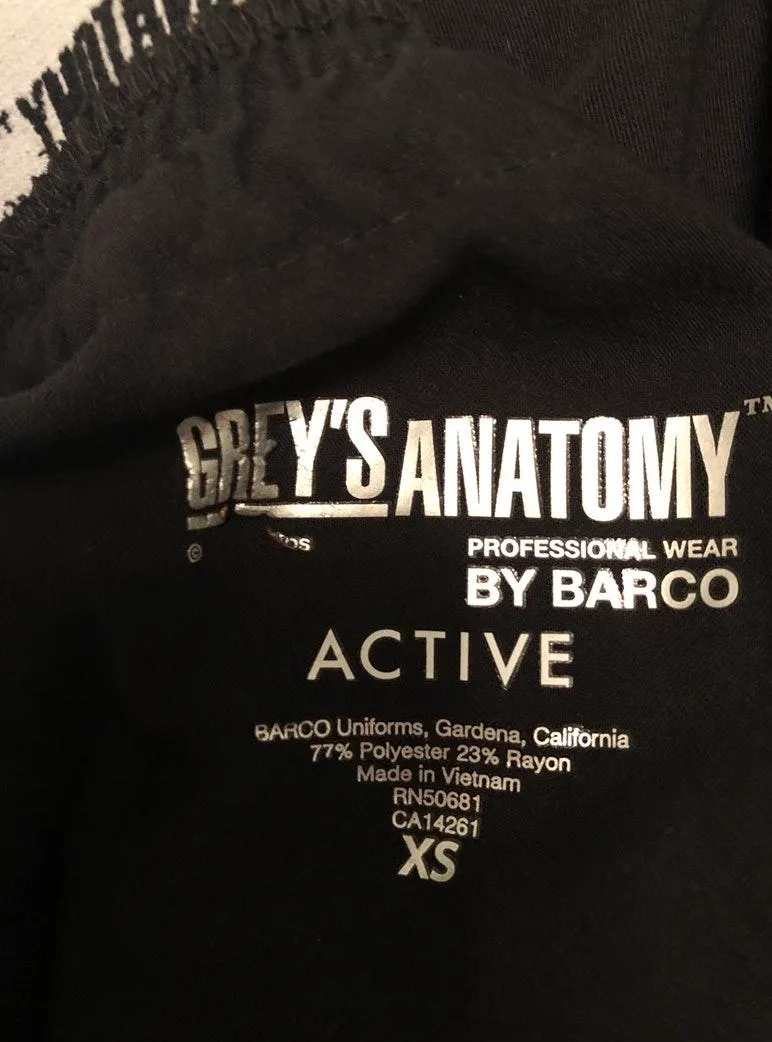 GREY'S ANATOMY™
©
PROFESSIONAL WEAR
BY BARCO
ACTIVE
BARCO Uniforms, Gardena, California
77% Polyester 23% Rayon
Made in Vietnam
RN50681
CA14261
XS